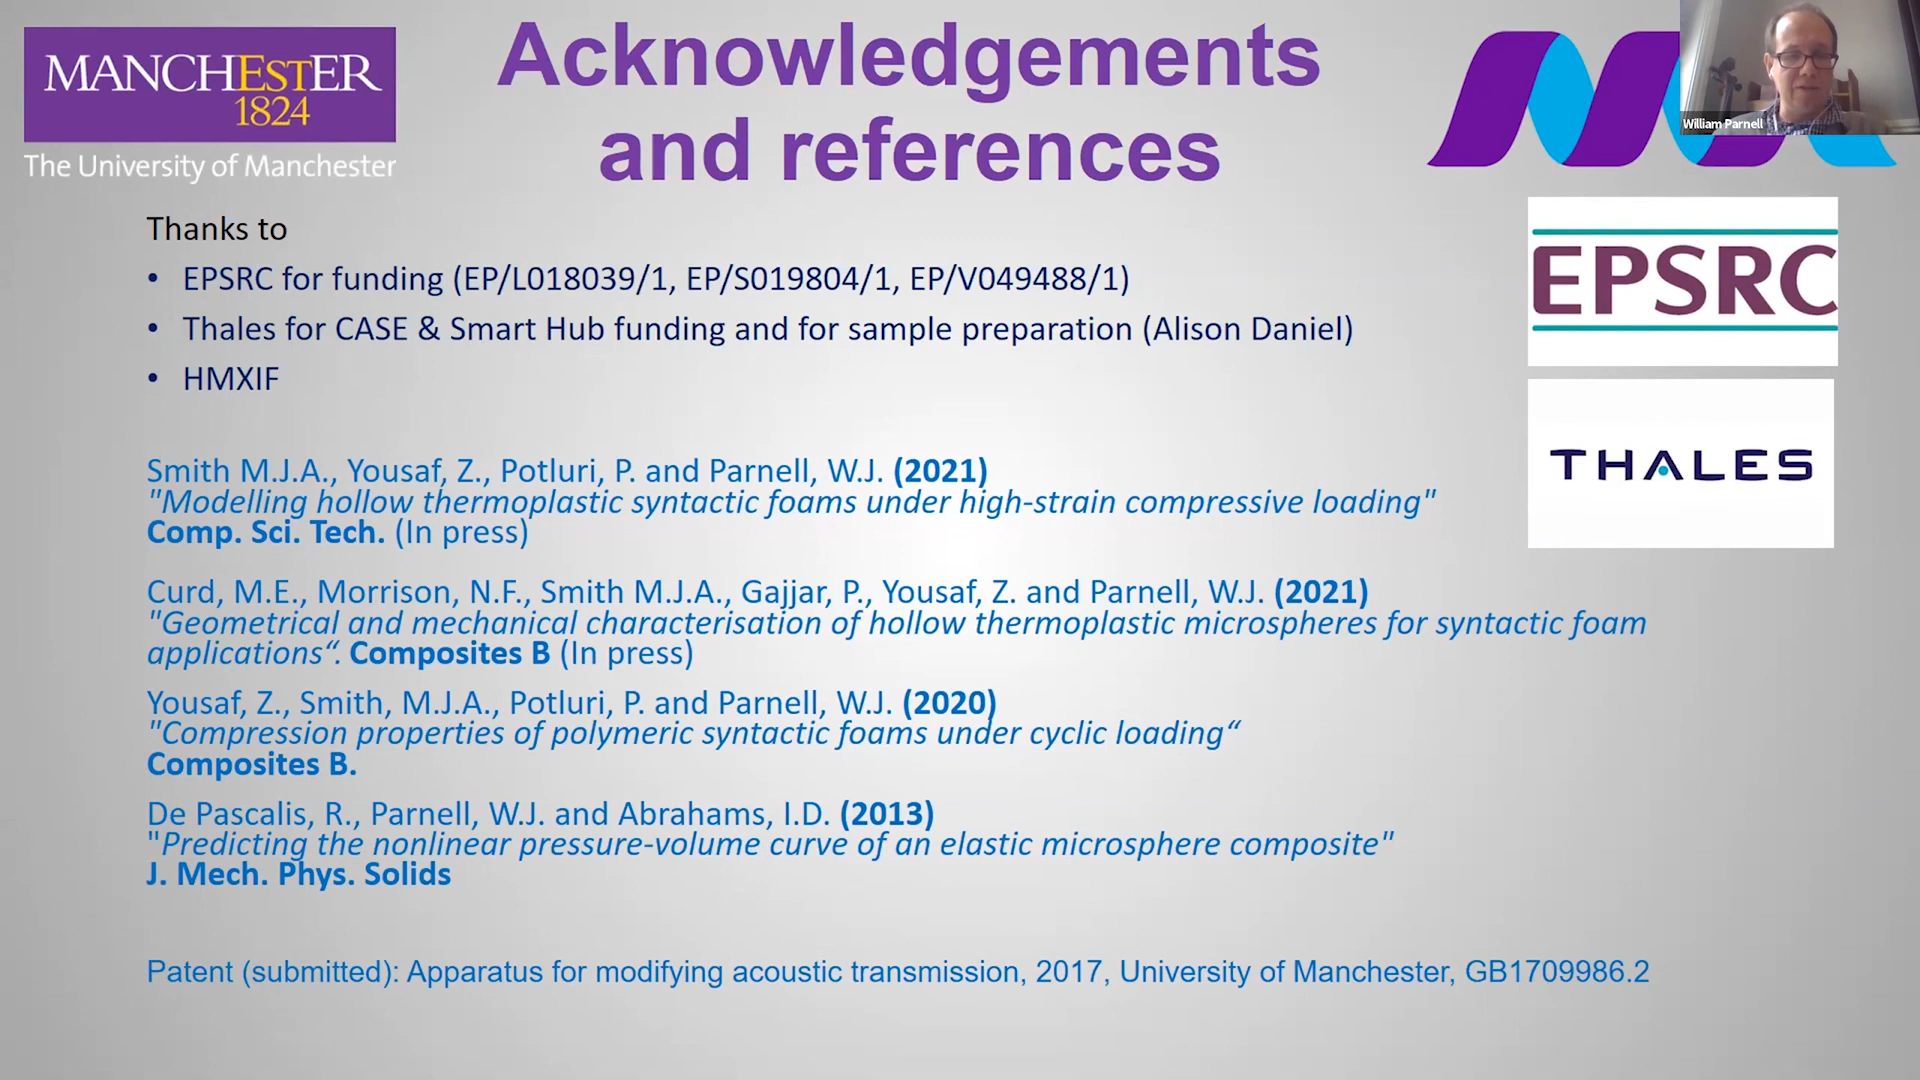 MANCHESTER
1824
The University of Manchester
Acknowledgements
and references
William Parnell
Thanks to
• EPSRC for funding (EP/L018039/1, EP/S019804/1, EP/V049488/1)
• Thales for CASE & Smart Hub funding and for sample preparation (Alison Daniel)
• HMXIF
EPSRC
THALES
Smith M.J.A., Yousaf, Z., Potluri, P. and Parnell, W.J. (2021)
"Modelling hollow thermoplastic syntactic foams under high-strain compressive loading"
Comp. Sci. Tech. (In press)
Curd, M.E., Morrison, N.F., Smith M.J.A., Gajjar, P., Yousaf, Z. and Parnell, W.J. (2021)
"Geometrical and mechanical characterisation of hollow thermoplastic microspheres for syntactic foam
applications“. Composites B (In press)
Yousaf, Z., Smith, M.J.A., Potluri, P. and Parnell, W.J. (2020)
"Compression properties of polymeric syntactic foams under cyclic loading“
Composites B.
De Pascalis, R., Parnell, W.J. and Abrahams, I.D. (2013)
"Predicting the nonlinear pressure-volume curve of an elastic microsphere composite"
J. Mech. Phys. Solids
Patent (submitted): Apparatus for modifying acoustic transmission, 2017, University of Manchester, GB1709986.2